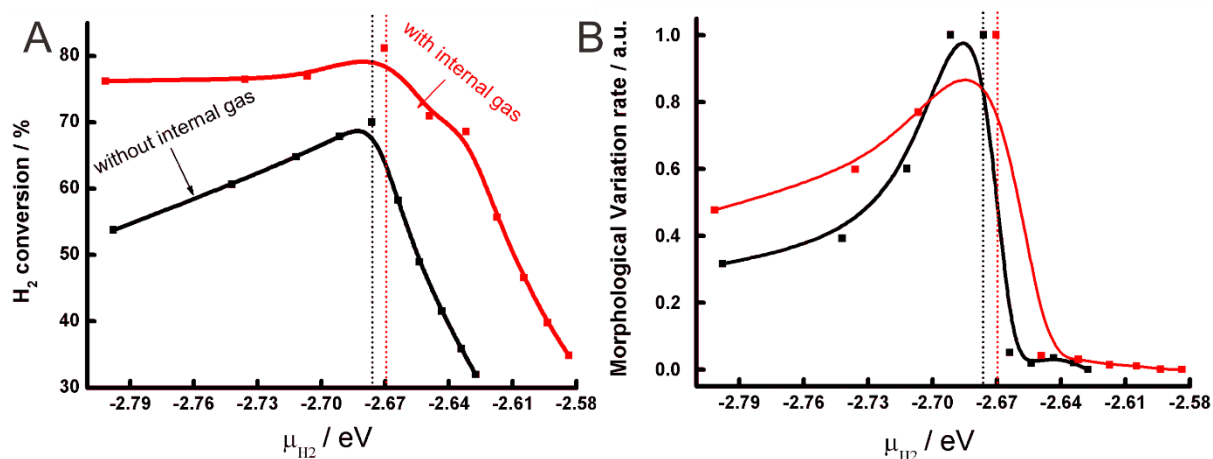 A
H2 conversion / %
80
70
60
50
40
30
with internal gas
without internal gas
-2.79 -2.76 -2.73 -2.70 -2.67 -2.64 -2.61 -2.58
μH2 / eV
B
Morphological Variation rate / a.u.
1.0
0.8
0.6
0.4
0.2
0.0
-2.79 -2.76 -2.73 -2.70 -2.67 -2.64 -2.61 -2.58
μH2 / eV